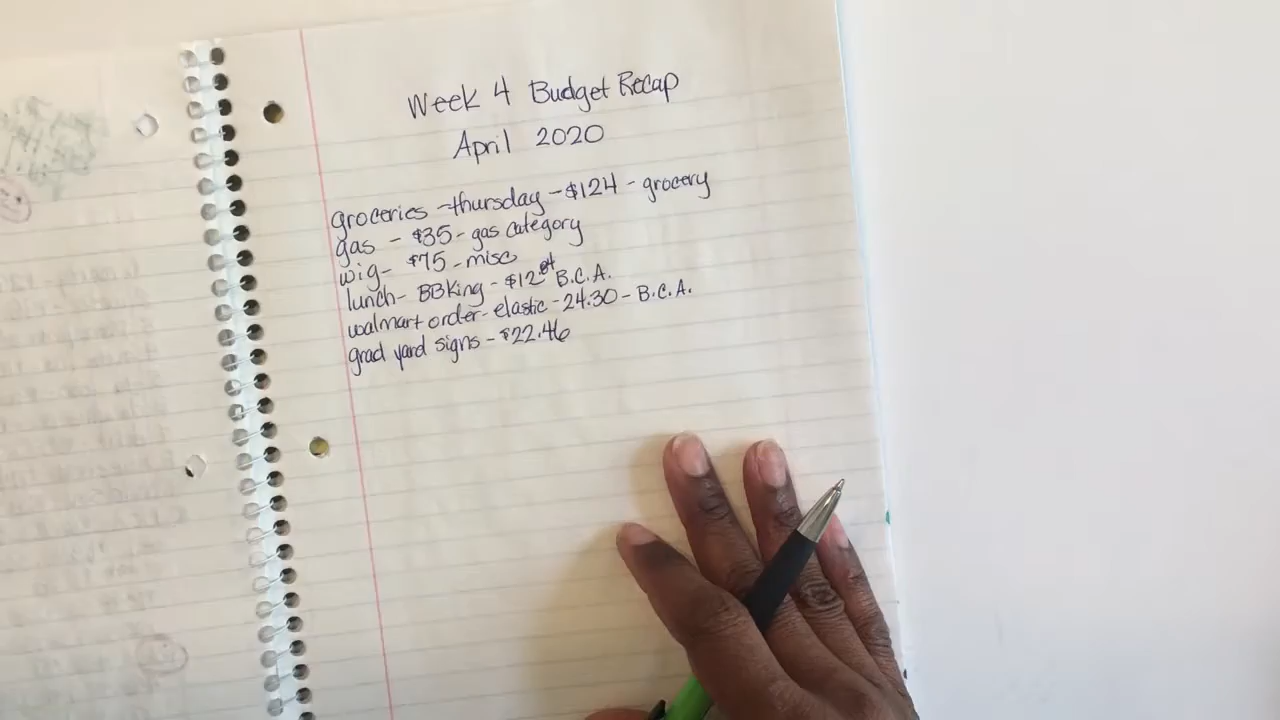 Week 4 Budget Recap
April 2020
groceries - thursday - $124 - grocery
gas - $35 - gas category
wig - $75 - misc
lunch - BBKing - $12 B.C.A.
walmart order - elastic - 24.30 - B.C.A.
grad yard signs - $22.46